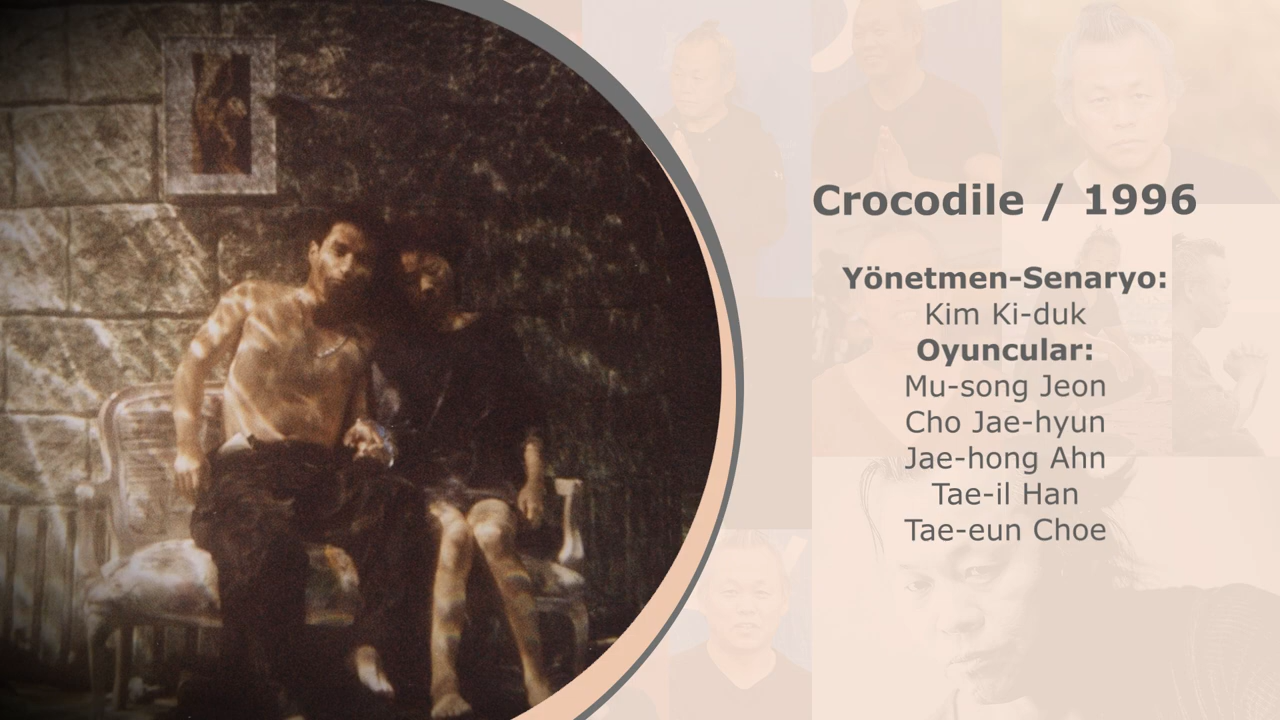 Crocodile / 1996
Yönetmen-Senaryo:
Kim Ki-duk
Oyuncular:
Mu-song Jeon
Cho Jae-hyun
Jae-hong Ahn
Tae-il Han
Tae-eun Choe